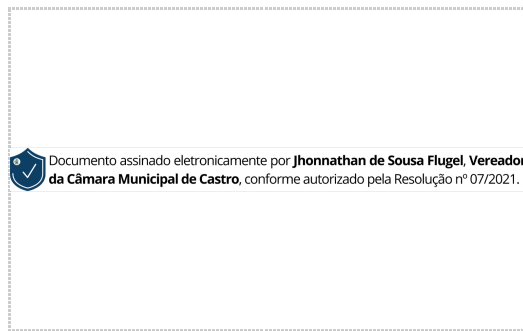 Documento assinado eletronicamente por Jhonnathan de Sousa Flugel, Vereador
da Câmara Municipal de Castro, conforme autorizado pela Resolução nº 07/2021.